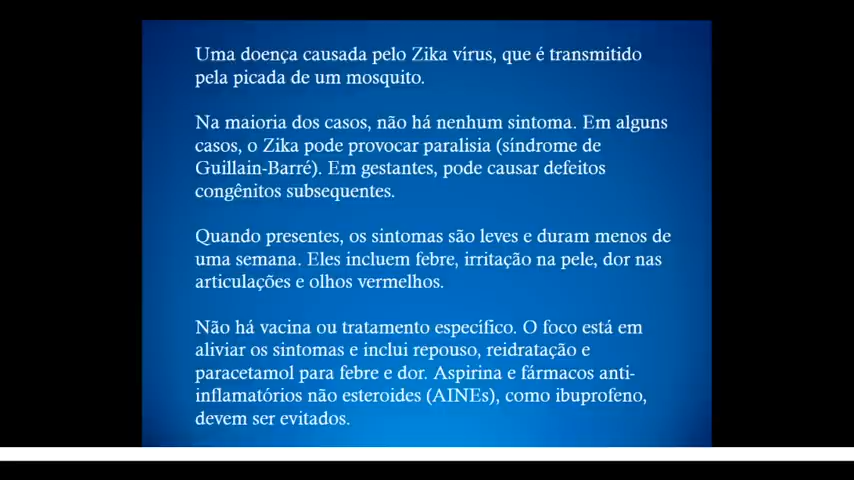 Uma doença causada pelo Zika vírus, que é transmitido
pela picada de um mosquito.
Na maioria dos casos, não há nenhum sintoma. Em alguns
casos, o Zika pode provocar paralisia (síndrome de
Guillain-Barré). Em gestantes, pode causar defeitos
congênitos subsequentes.
Quando presentes, os sintomas são leves e duram menos de
uma semana. Eles incluem febre, irritação na pele, dor nas
articulações e olhos vermelhos.
Não há vacina ou tratamento específico. O foco está em
aliviar os sintomas e inclui repouso, reidratação e
paracetamol para febre e dor. Aspirina e fármacos anti-
inflamatórios não esteroides (AINEs), como ibuprofeno,
devem ser evitados.